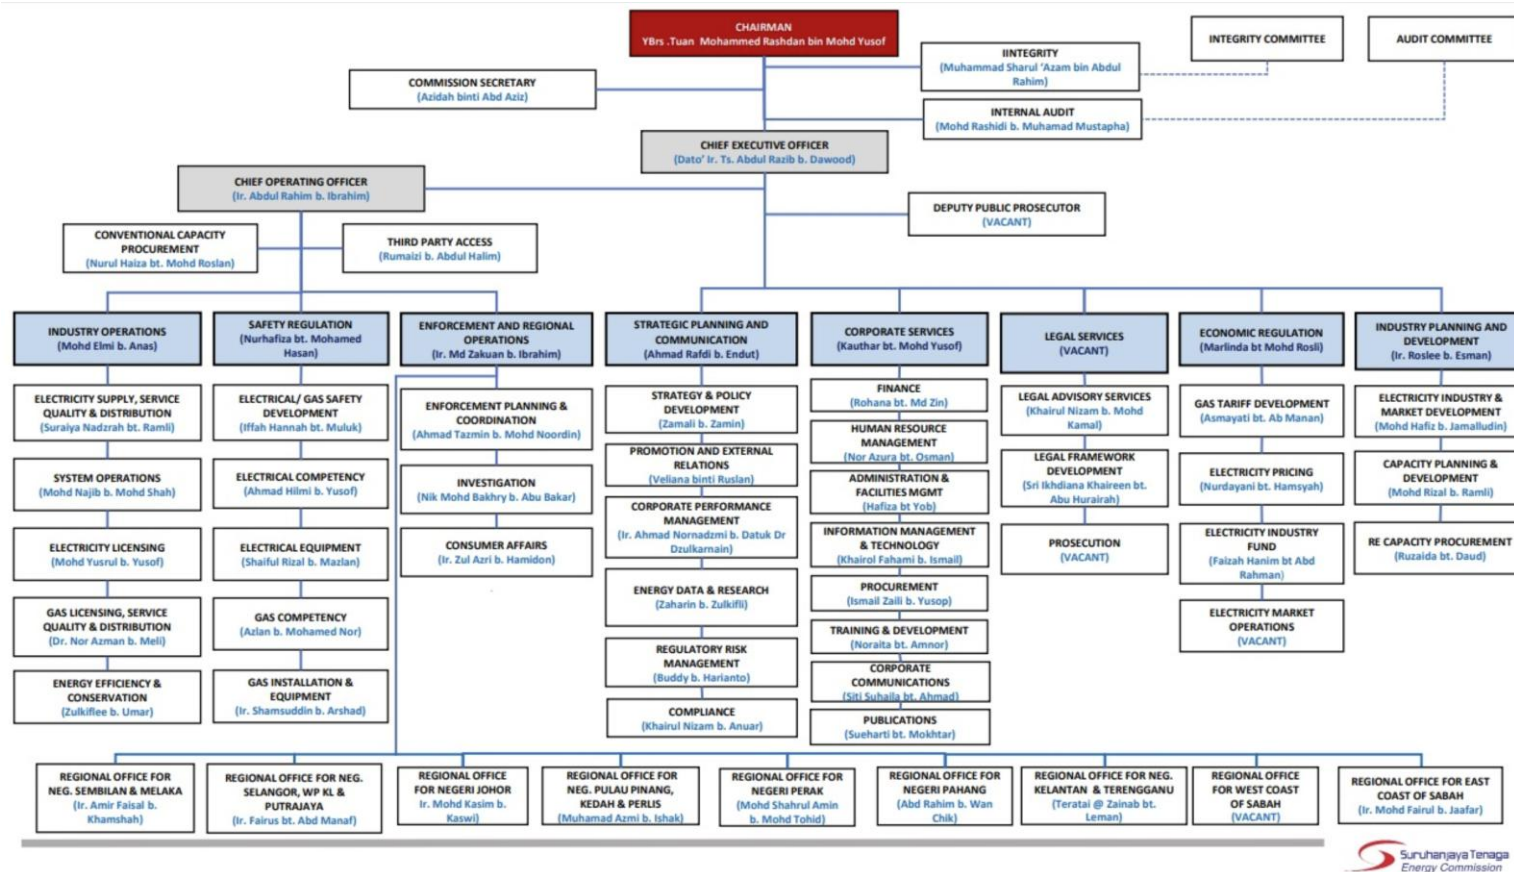 CHAIRMAN
YBrs .Tuan Mohammed Rashdan bin Mohd Yusof
IINTEGRITY
(Muhammad Sharul 'Azam bin Abdul
Rahim)
INTEGRITY COMMITTEE
AUDIT COMMITTEE
COMMISSION SECRETARY
(Azidah binti Abd Aziz)
INTERNAL AUDIT
(Mohd Rashidi b. Muhamad Mustapha)
CHIEF EXECUTIVE OFFICER
(Dato' Ir. Ts. Abdul Razib b. Dawood)
CHIEF OPERATING OFFICER
(Ir. Abdul Rahim b. Ibrahim)
DEPUTY PUBLIC PROSECUTOR
(VACANT)
CONVENTIONAL CAPACITY
PROCUREMENT
(Nurul Haiza bt. Mohd Roslan)
THIRD PARTY ACCESS
(Rumaizi b. Abdul Halim)
INDUSTRY OPERATIONS
(Mohd Elmi b. Anas)
SAFETY REGULATION
(Nurhafiza bt. Mohamed
Hasan)
ENFORCEMENT AND REGIONAL
OPERATIONS
(Ir. Md Zakuan b. Ibrahim)
STRATEGIC PLANNING AND
COMMUNICATION
(Ahmad Rafdi b. Endut)
CORPORATE SERVICES
(Kauthar bt. Mohd Yusof)
LEGAL SERVICES
(VACANT)
ECONOMIC REGULATION
(Marlinda bt Mohd Rosli)
INDUSTRY PLANNING AND
DEVELOPMENT
(Ir. Roslee b. Esman)
ELECTRICITY SUPPLY, SERVICE
QUALITY & DISTRIBUTION
(Suraiya Nadzrah bt. Ramli)
SYSTEM OPERATIONS
(Mohd Najib b. Mohd Shah)
ELECTRICITY LICENSING
(Mohd Yusrul b. Yusof)
GAS LICENSING, SERVICE
QUALITY & DISTRIBUTION
(Dr. Nor Azman b. Meli)
ENERGY EFFICIENCY &
CONSERVATION
(Zulkiflee b. Umar)
ELECTRICAL/ GAS SAFETY
DEVELOPMENT
(Iffah Hannah bt. Muluk)
ELECTRICAL COMPETENCY
(Ahmad Hilmi b. Yusof)
ELECTRICAL EQUIPMENT
(Shaiful Rizal b. Mazlan)
GAS COMPETENCY
(Azlan b. Mohamed Nor)
GAS INSTALLATION &
EQUIPMENT
(Ir. Shamsuddin b. Arshad)
ENFORCEMENT PLANNING &
COORDINATION
(Ahmad Tazmin b. Mohd Noordin)
INVESTIGATION
(Nik Mohd Bakhry b. Abu Bakar)
CONSUMER AFFAIRS
(Ir. Zul Azri b. Hamidon)
STRATEGY & POLICY
DEVELOPMENT
(Zamali b. Zamin)
PROMOTION AND EXTERNAL
RELATIONS
(Veliana binti Ruslan)
CORPORATE PERFORMANCE
MANAGEMENT
(Ir. Ahmad Nornadzmi b. Datuk Dr
Dzulkarnain)
ENERGY DATA & RESEARCH
(Zaharin b. Zulkifli)
REGULATORY RISK
MANAGEMENT
(Buddy b. Harianto)
COMPLIANCE
(Khairul Nizam b. Anuar)
FINANCE
(Rohana bt. Md Zin)
HUMAN RESOURCE
MANAGEMENT
(Nor Azura bt. Osman)
ADMINISTRATION &
FACILITIES MGMT
(Hafiza bt Yob)
INFORMATION MANAGEMENT
& TECHNOLOGY
(Khairol Fahami b. Ismail)
PROCUREMENT
(Ismail Zaili b. Yusop)
TRAINING & DEVELOPMENT
(Noraita bt. Amnor)
CORPORATE
COMMUNICATIONS
(Siti Suhaila bt. Ahmad)
PUBLICATIONS
(Sueharti bt. Mokhtar)
LEGAL ADVISORY SERVICES
(Khairul Nizam b. Mohd
Kamal)
LEGAL FRAMEWORK
DEVELOPMENT
(Sri Ikhdiana Khaireen bt.
Abu Hurairah)
PROSECUTION
(VACANT)
GAS TARIFF DEVELOPMENT
(Asmayati bt. Ab Manan)
ELECTRICITY PRICING
(Nurdayani bt. Hamsyah)
ELECTRICITY INDUSTRY
FUND
(Faizah Hanim bt Abd
Rahman)
ELECTRICITY MARKET
OPERATIONS
(VACANT)
ELECTRICITY INDUSTRY &
MARKET DEVELOPMENT
(Mohd Hafiz b. Jamalludin)
CAPACITY PLANNING &
DEVELOPMENT
(Mohd Rizal b. Ramli)
RE CAPACITY PROCUREMENT
(Ruzaida bt. Daud)
REGIONAL OFFICE FOR
NEG. SEMBILAN & MELAKA
(Ir. Amir Faisal b.
Khamshah)
REGIONAL OFFICE FOR NEG.
SELANGOR, WP KL &
PUTRAJAYA
(Ir. Fairus bt. Abd Manaf)
REGIONAL OFFICE
FOR NEGERI JOHOR
Ir. Mohd Kasim b.
Kaswi)
REGIONAL OFFICE FOR
NEG. PULAU PINANG,
KEDAH & PERLIS
(Muhamad Azmi b. Ishak)
REGIONAL OFFICE FOR
NEGERI PERAK
(Mohd Shahrul Amin
b. Mohd Tohid)
REGIONAL OFFICE FOR
NEGERI PAHANG
(Abd Rahim b. Wan
Chik)
REGIONAL OFFICE FOR NEG.
KELANTAN & TERENGGANU
(Teratai @ Zainab bt.
Leman)
REGIONAL OFFICE
FOR WEST COAST
OF SABAH
(VACANT)
REGIONAL OFFICE FOR EAST
COAST OF SABAH
(Ir. Mohd Fairul b. Jaafar)
Suruhanjaya Tenaga
Energy Commission